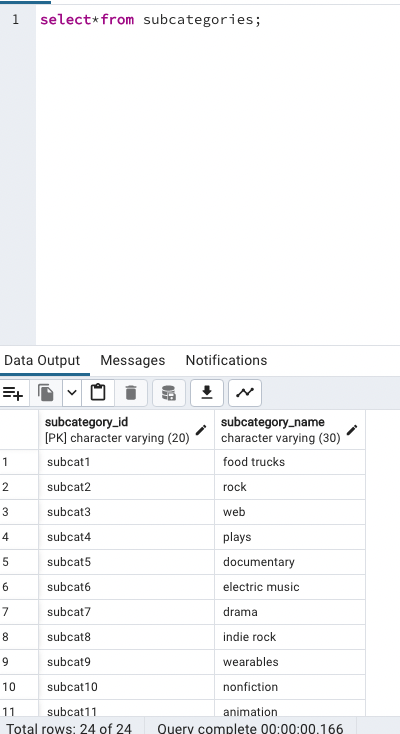 1 select*from subcategories;
Data Output Messages Notifications
subcategory_id subcategory_name
[PK] character varying (20) character varying (30)
1 subcat1 food trucks
2 subcat2 rock
3 subcat3 web
4 subcat4 plays
5 subcat5 documentary
6 subcat6 electric music
7 subcat7 drama
8 subcat8 indie rock
9 subcat9 wearables
10 subcat10 nonfiction
11 subcat11 animation
Total rows: 24 of 24 Query complete 00:00:00.166